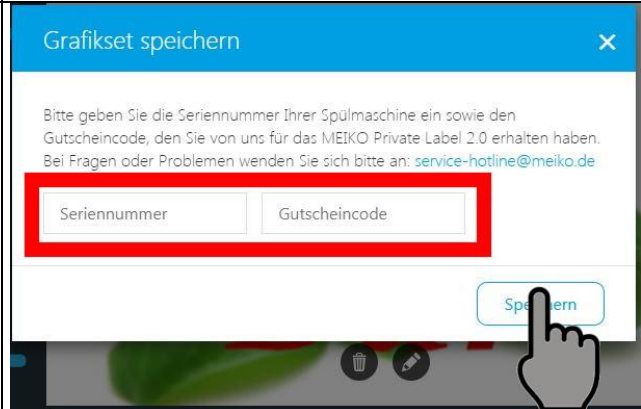 Grafikset speichern
Bitte geben Sie die Seriennummer Ihrer Spülmaschine ein sowie den
Gutscheincode, den Sie von uns für das MEIKO Private Label 2.0 erhalten haben.
Bei Fragen oder Problemen wenden Sie sich bitte an: service-hotline@meiko.de
Seriennummer Gutscheincode
Speichern